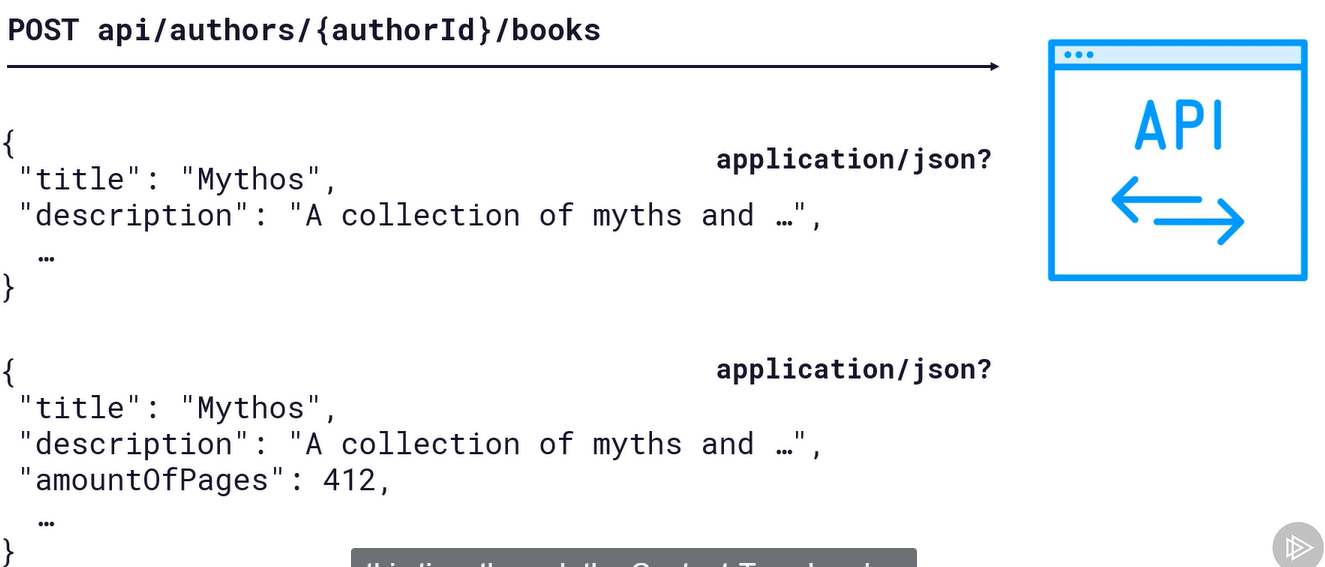 POST api/authors/{authorId}/books
API
{
"title": "Mythos",
"description": "A collection of myths and …",
…
}
application/json?
{
"title": "Mythos",
"description": "A collection of myths and …",
"amountOfPages": 412,
…
}
application/json?